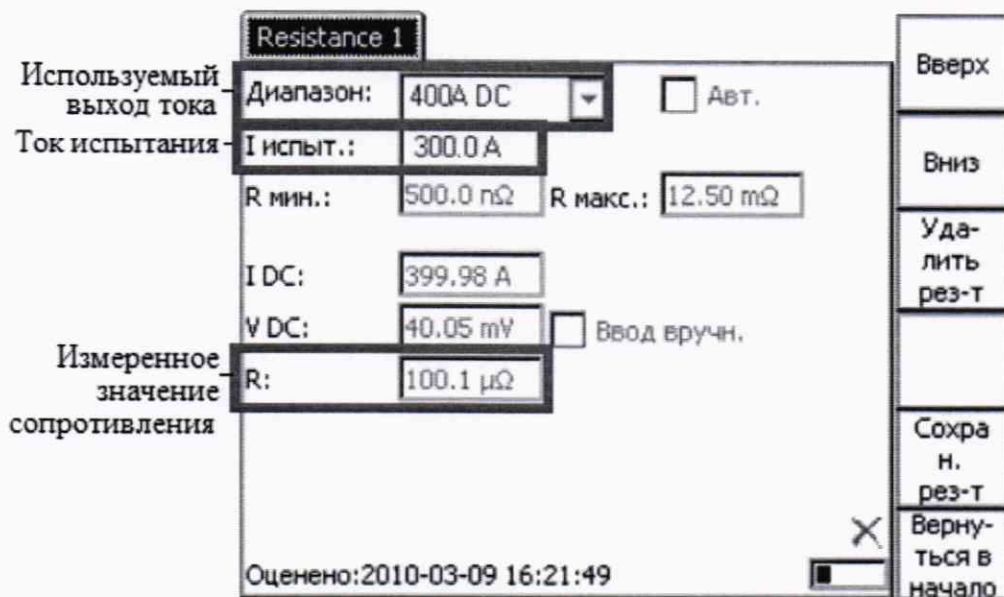 Resistance 1
Используемый
выход тока
Диапазон: 400A DC Авт.
Ток испытания
I испыт.: 300.0 A
R мин.: 500.0 nΩ R макс.: 12.50 mΩ
I DC: 399.98 A
V DC: 40.05 mV Ввод вручн.
Измеренное
значение
сопротивления
R: 100.1 µΩ
Оценено:2010-03-09 16:21:49
Вверх
Вниз
Уда-
лить
рез-т
Сохра
н.
рез-т
Верну-
ться в
начало